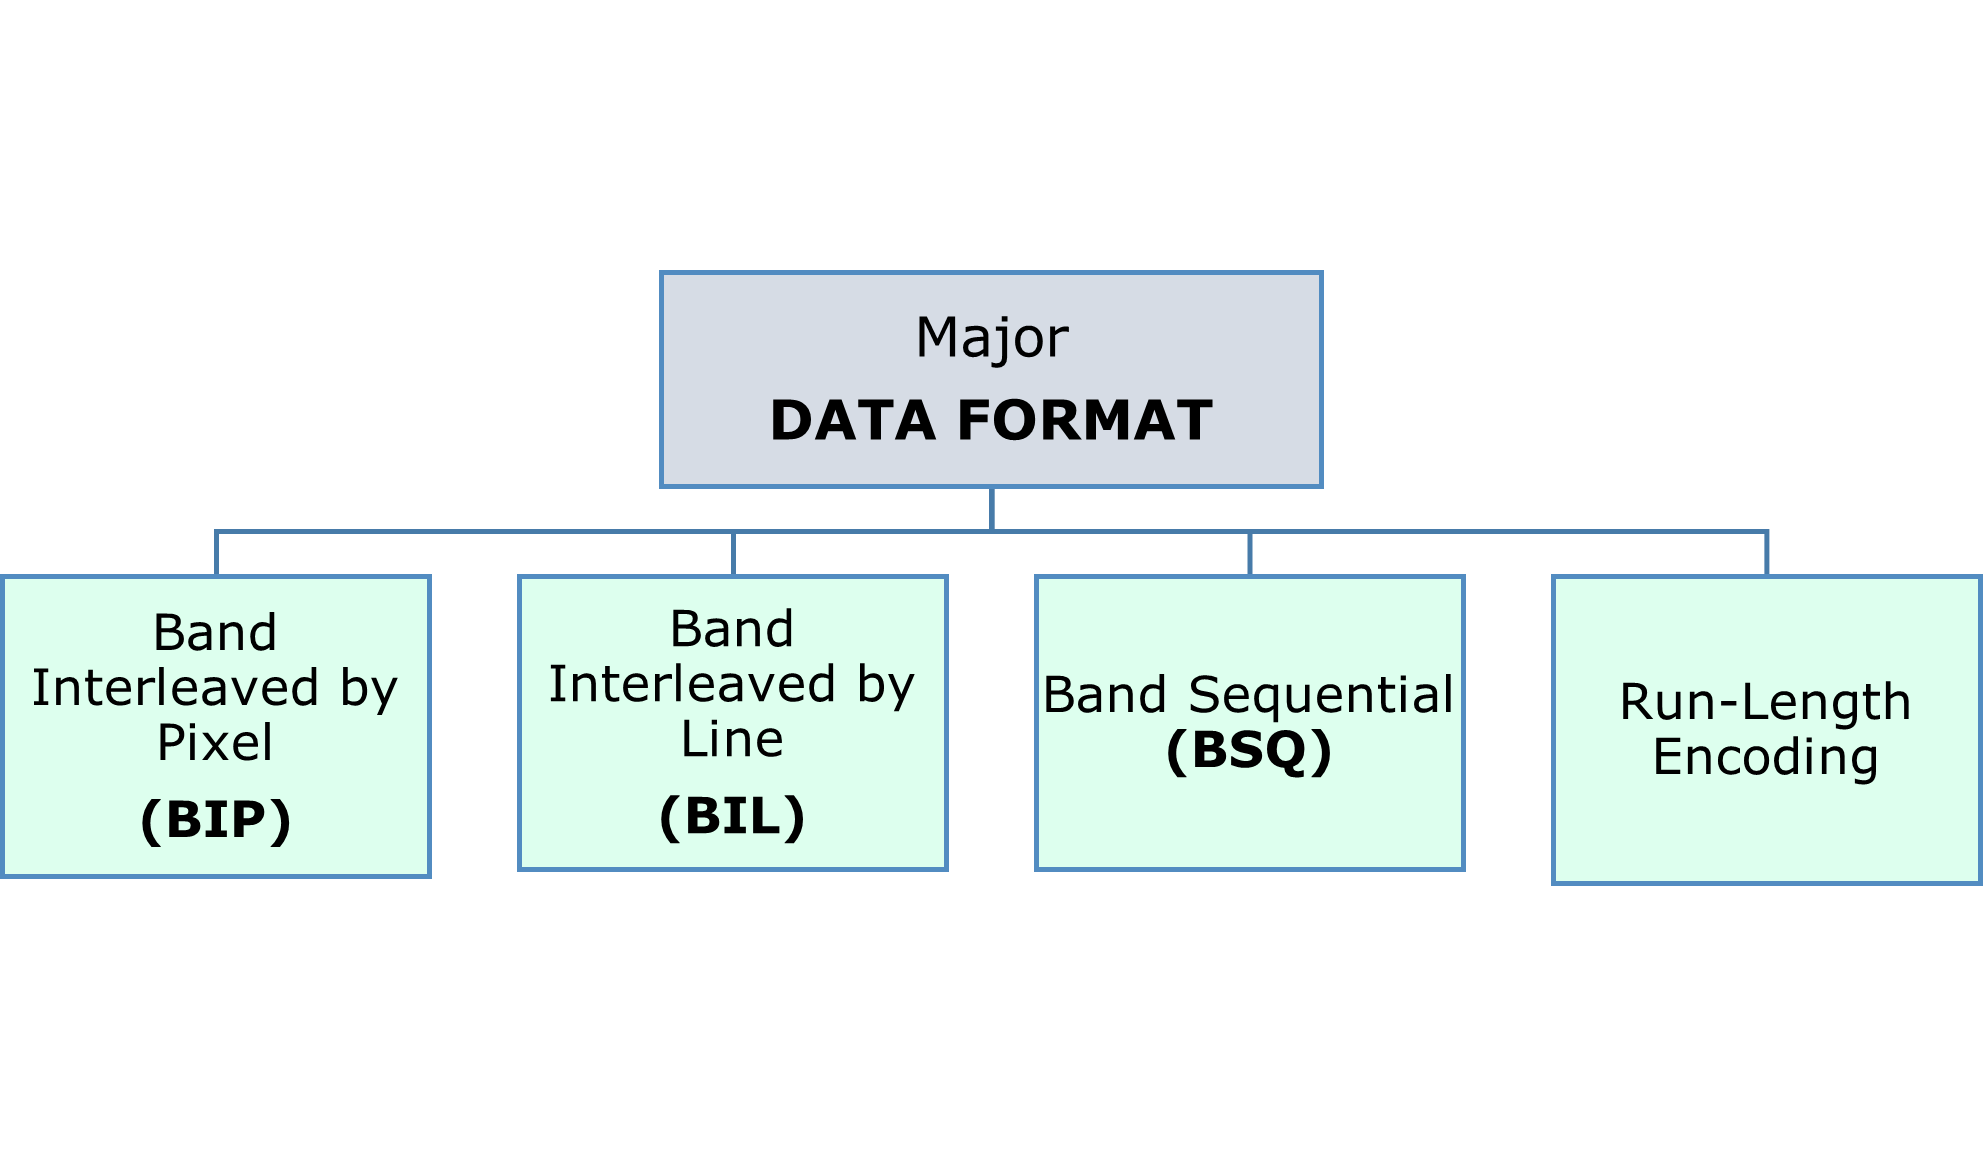 Major
DATA FORMAT
Band
Interleaved by
Pixel
(BIP)
Band
Interleaved by
Line
(BIL)
Band Sequential
(BSQ)
Run-Length
Encoding